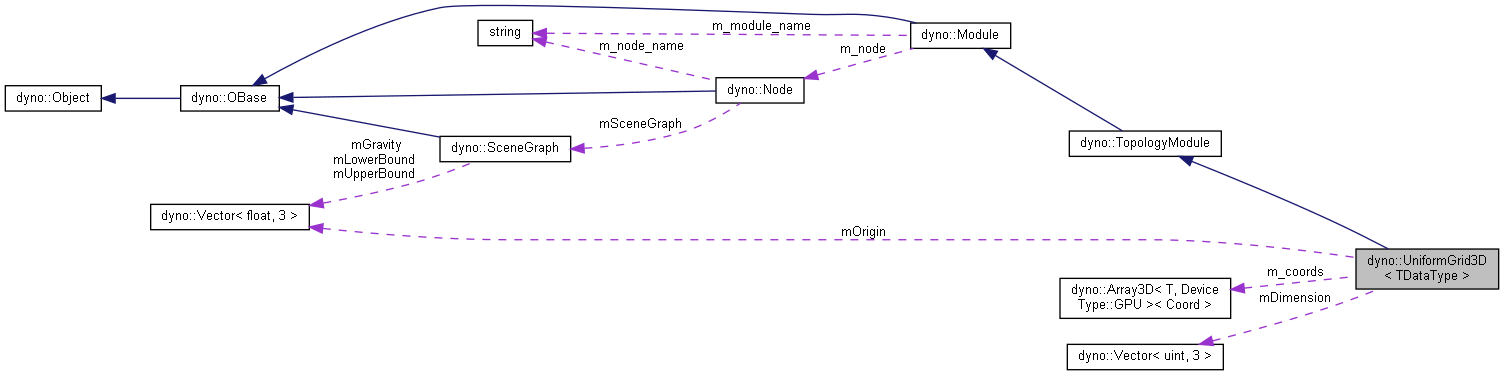 m_module_name
string
dyno::Module
m_node_name
m_node
dyno::Object
dyno::OBase
dyno::Node
mSceneGraph
mGravity
mLowerBound
mUpperBound
dyno::SceneGraph
dyno::TopologyModule
dyno::Vector< float, 3 >
mOrigin
dyno::UniformGrid3D
< TDataType >
m_coords
dyno::Array3D< T, Device
Type::GPU >< Coord >
mDimension
dyno::Vector< uint, 3 >